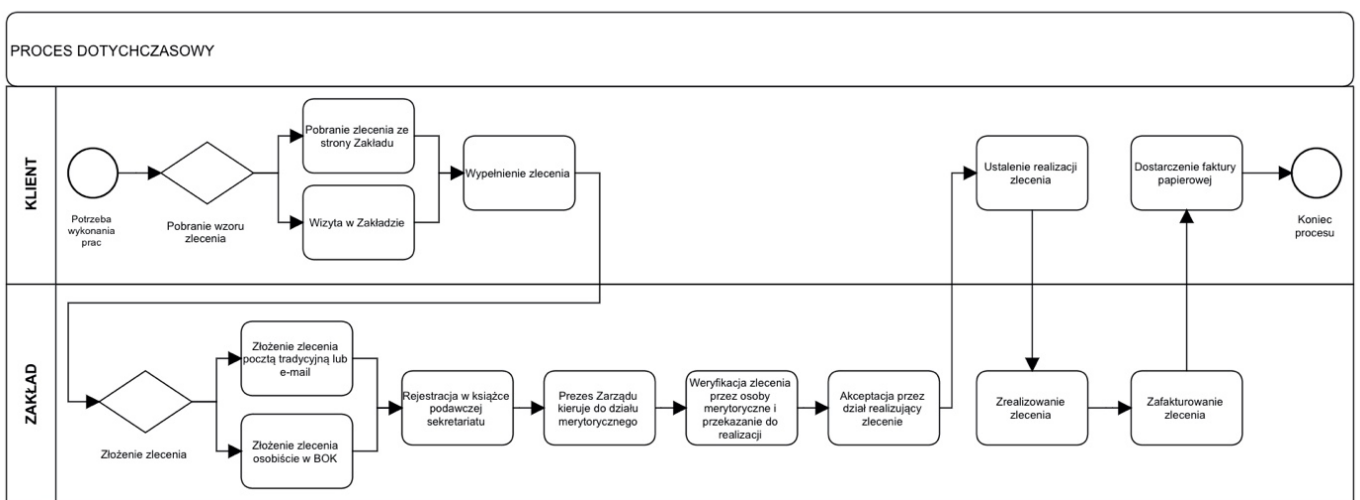 PROCES DOTYCHCZASOWY
KLIENT
Potrzeba
wykonania
prac
Pobranie wzoru
zlecenia
Pobranie zlecenia ze
strony Zakładu
Wizyta w Zakładzie
Wypełnienie zlecenia
Ustalenie realizacji
zlecenia
Dostarczenie faktury
papierowej
Koniec
procesu
ZAKŁAD
Złożenie zlecenia
Złożenie zlecenia
pocztą tradycyjną lub
e-mail
Złożenie zlecenia
osobiście w BOK
Rejestracja w książce
podawczej
sekretariatu
Prezes Zarządu
kieruje do działu
merytorycznego
Weryfikacja zlecenia
przez osoby
merytoryczne i
przekazanie do
realizacji
Akceptacja przez
dział realizujący
zlecenie
Zrealizowanie
zlecenia
Zafakturowanie
zlecenia